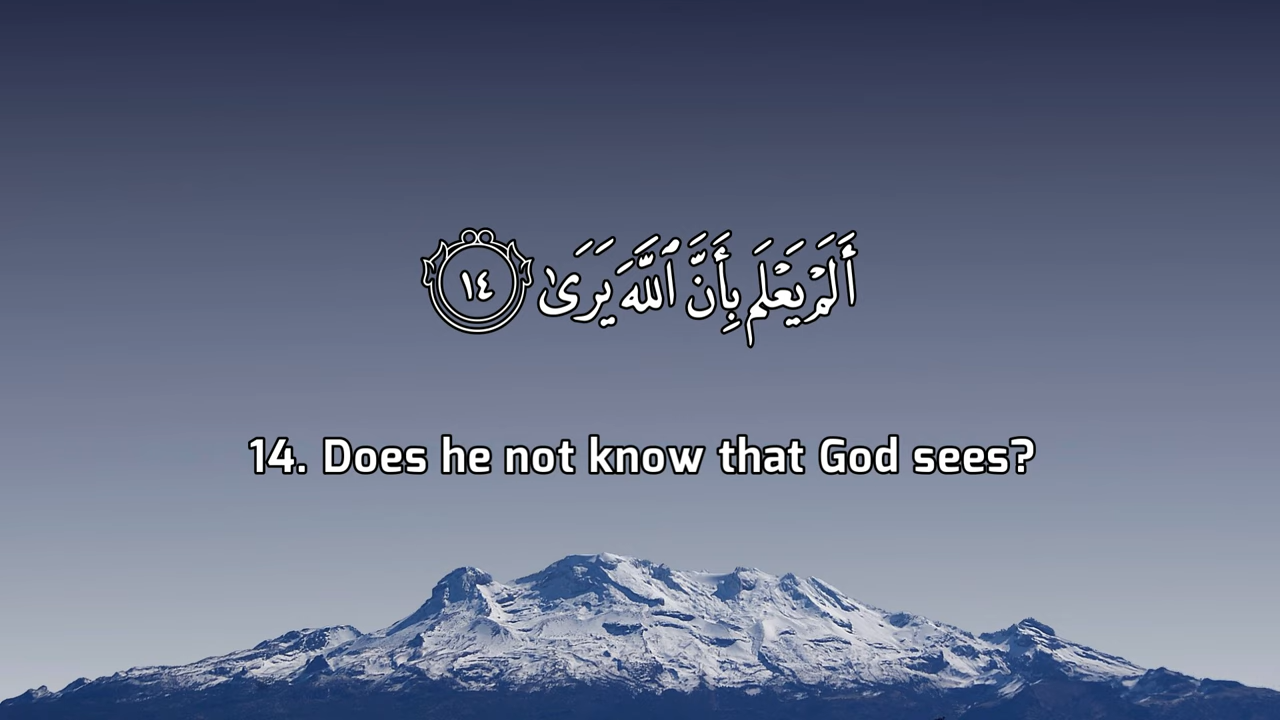 أَلَمْ يَعْلَم بِأَنَّ ٱللَّهَ يَرَىٰ ١٤
14. Does he not know that God sees?